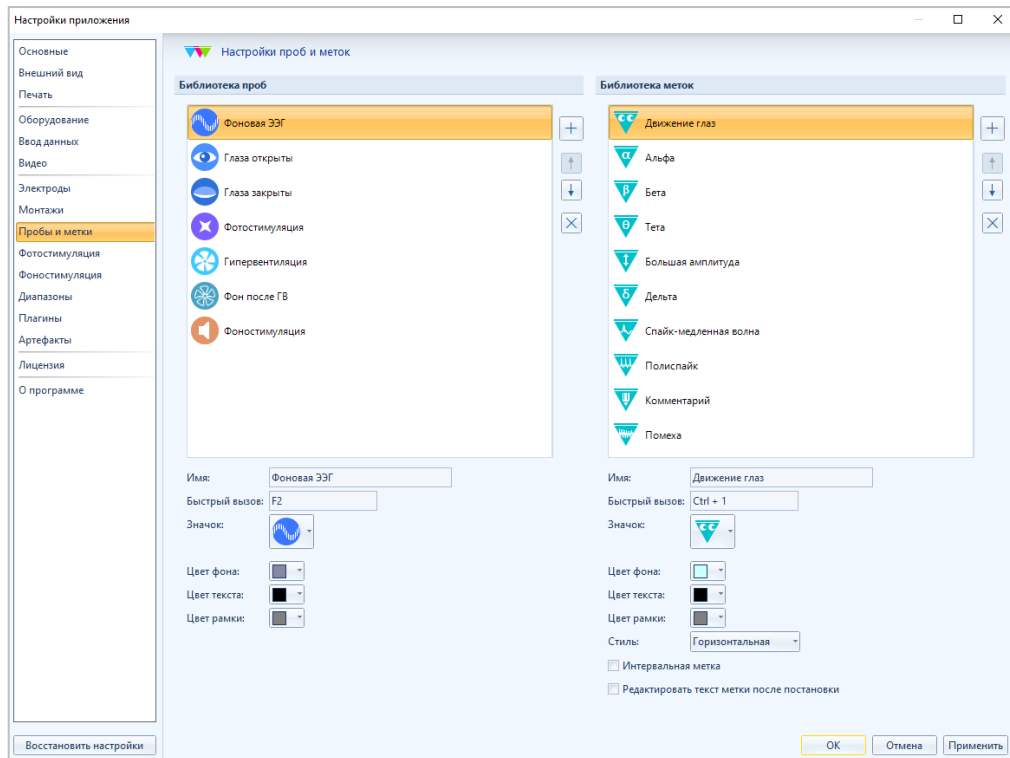 Настройки приложения
Основные
Внешний вид
Печать
Оборудование
Ввод данных
Видео
Электроды
Монтажи
Пробы и метки
Фотостимуляция
Фоностимуляция
Диапазоны
Плагины
Артефакты
Лицензия
О программе
Восстановить настройки
Настройки проб и меток
Библиотека проб
Фоновая ЭЭГ
Глаза открыты
Глаза закрыты
Фотостимуляция
Гипервентиляция
Фон после ГВ
Фоностимуляция
Имя: Фоновая ЭЭГ
Быстрый вызов: F2
Значок:
Цвет фона:
Цвет текста:
Цвет рамки:
Библиотека меток
Движение глаз
α Альфа
β Бета
θ Тета
Большая амплитуда
δ Дельта
Спайк-медленная волна
Полиспайк
Комментарий
Помеха
Имя: Движение глаз
Быстрый вызов: Ctrl + 1
Значок:
Цвет фона:
Цвет текста:
Цвет рамки:
Стиль: Горизонтальная
Интервальная метка
Редактировать текст метки после постановки
ОК Отмена Применить